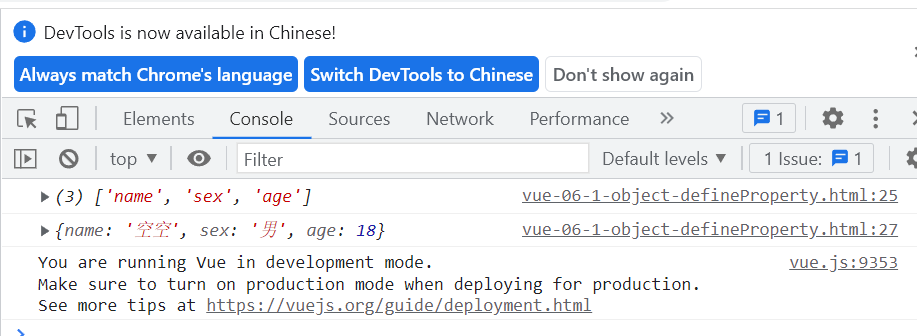 DevTools is now available in Chinese!
Always match Chrome's language Switch DevTools to Chinese Don't show again
Elements Console Sources Network Performance » 1
top ▼ Filter Default levels ▼ 1 Issue: 1
▶ (3) ['name', 'sex', 'age'] vue-06-1-object-defineProperty.html:25
▶ {name: '空空', sex: '男', age: 18} vue-06-1-object-defineProperty.html:27
You are running Vue in development mode. vue.js:9353
Make sure to turn on production mode when deploying for production.
See more tips at https://vuejs.org/guide/deployment.html
>